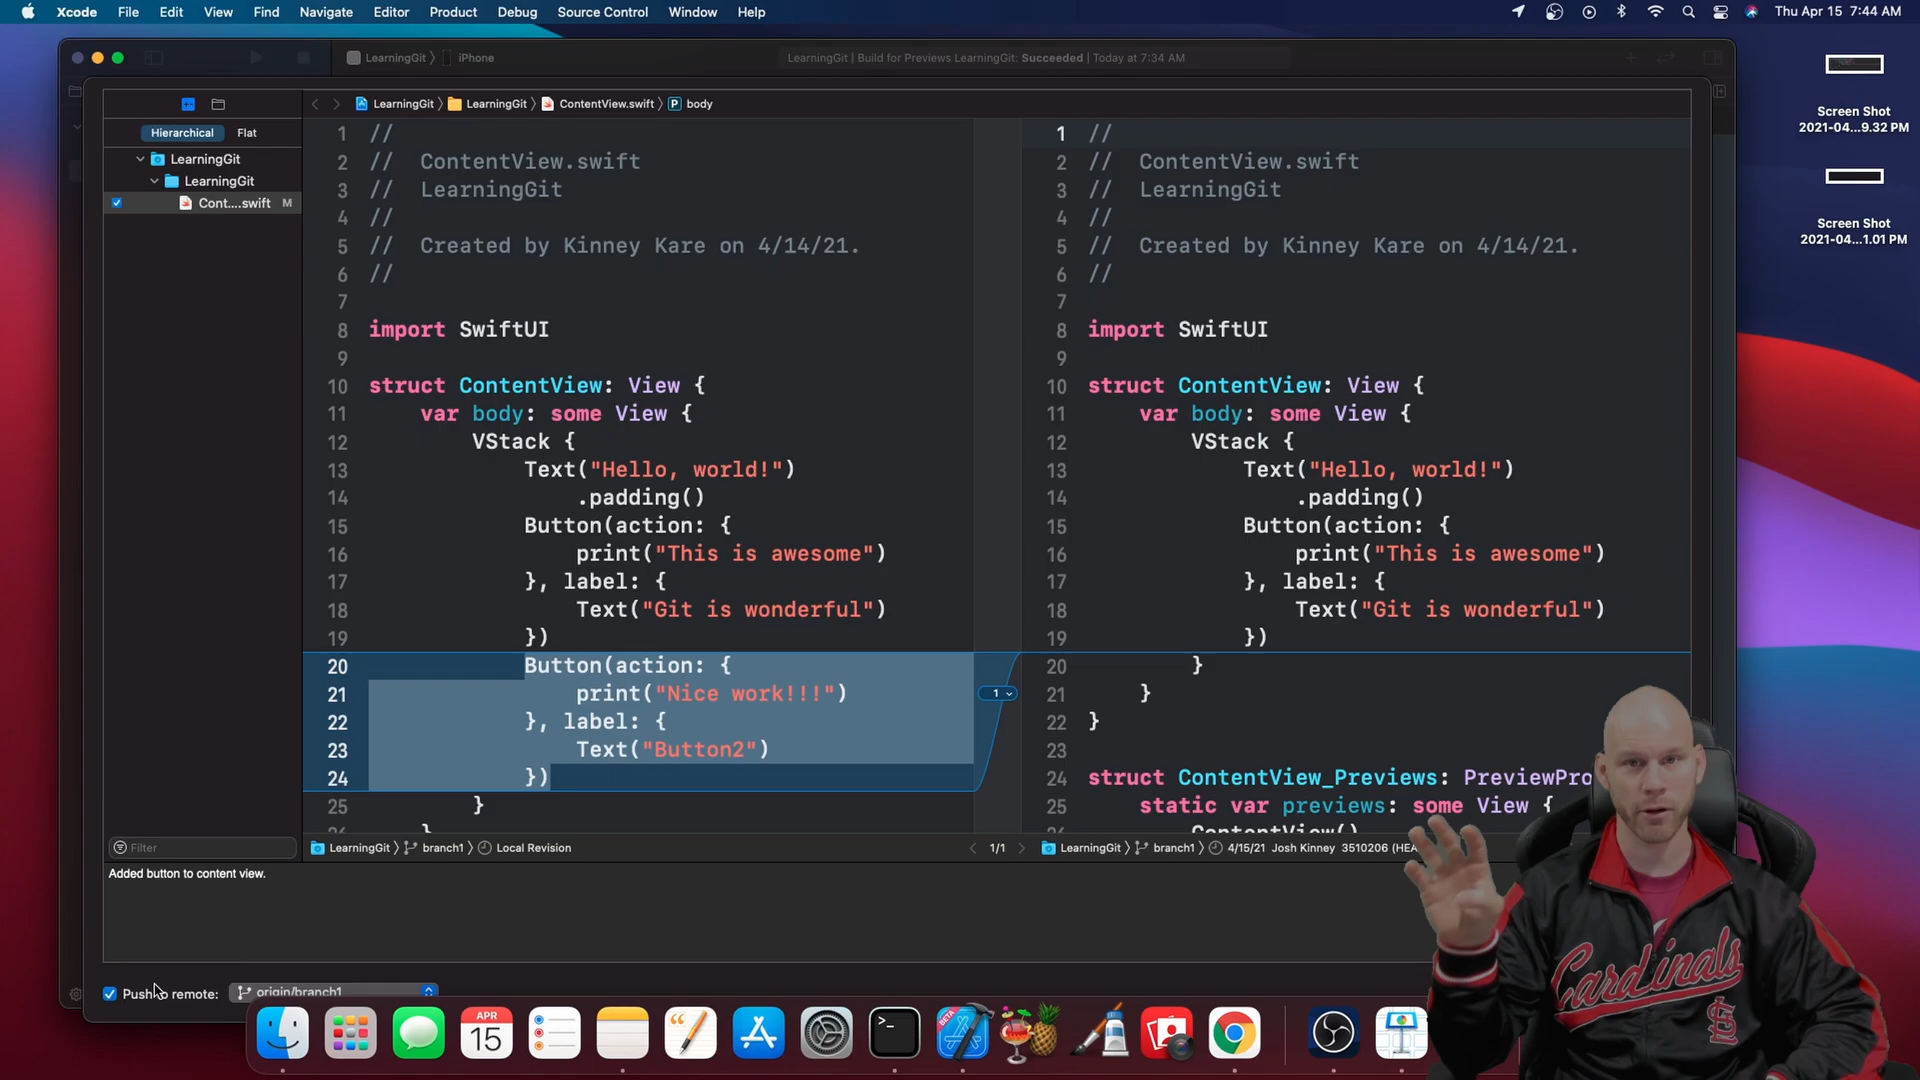 Xcode File Edit View Find Navigate Editor Product Debug Source Control Window Help
Thu Apr 15 7:44 AM
LearningGit iPhone
LearningGit | Build for Previews LearningGit: Succeeded | Today at 7:34 AM
Screen Shot
2021-04...9.32 PM
Screen Shot
2021-04...1.01 PM
LearningGit LearningGit ContentView.swift P body
Hierarchical Flat
LearningGit
LearningGit
Cont....swift M
1 //
2 // ContentView.swift
3 // LearningGit
4 //
5 // Created by Kinney Kare on 4/14/21.
6 //
7
8 import SwiftUI
9
10 struct ContentView: View {
11 var body: some View {
12 VStack {
13 Text("Hello, world!")
14 .padding()
15 Button(action: {
16 print("This is awesome")
17 }, label: {
18 Text("Git is wonderful")
19 })
20 Button(action: {
21 print("Nice work!!!")
22 }, label: {
23 Text("Button2")
24 })
25 }
26 }
1
1 //
2 // ContentView.swift
3 // LearningGit
4 //
5 // Created by Kinney Kare on 4/14/21.
6 //
7
8 import SwiftUI
9
10 struct ContentView: View {
11 var body: some View {
12 VStack {
13 Text("Hello, world!")
14 .padding()
15 Button(action: {
16 print("This is awesome")
17 }, label: {
18 Text("Git is wonderful")
19 })
20 }
21 }
22 }
23
24 struct ContentView_Previews: PreviewPro
25 static var previews: some View {
26 ContentView()
Filter
LearningGit branch1 Local Revision
1/1
LearningGit branch1 4/15/21 Josh Kinney 3510206 (HEA
Added button to content view.
Push to remote: origin/branch1
APR
15
BETA
Cardinals